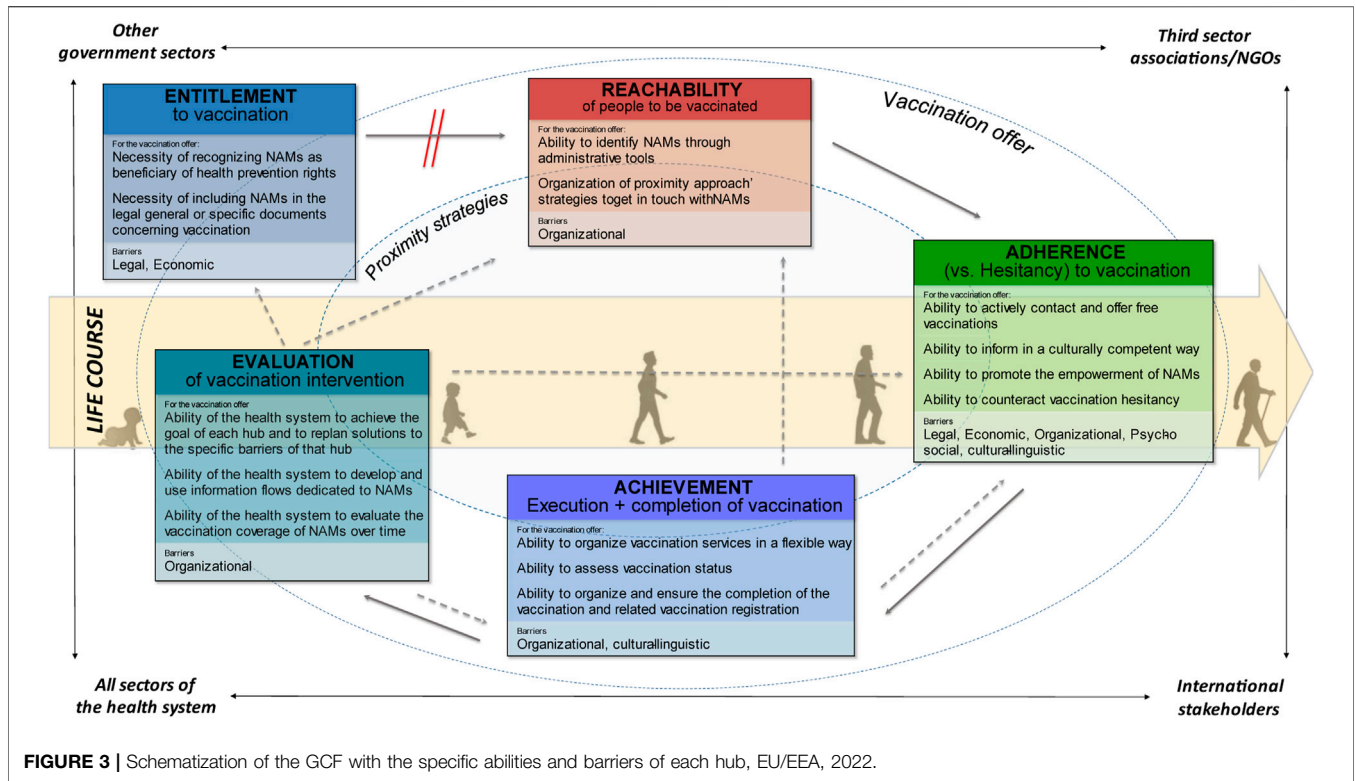 Other
government sectors
Third sector
associations/NGOs
ENTITLEMENT
to vaccination
For the vaccination offer:
Necessity of recognizing NAMs as
beneficiary of health prevention rights
Necessity of including NAMs in the
legal general or specific documents
concerning vaccination
Barriers
Legal, Economic
REACHABILITY
of people to be vaccinated
For the vaccination offer:
Ability to identify NAMs through
administrative tools
Organization of proximity approach'
strategies toget in touch withNAMs
Barriers
Organizational
Vaccination offer
Proximity strategies
ADHERENCE
(vs. Hesitancy) to vaccination
For the vaccination offer:
Ability to actively contact and offer free
vaccinations
Ability to inform in a culturally competent way
Ability to promote the empowerment of NAMs
Ability to counteract vaccination hesitancy
Barriers
Legal, Economic, Organizational, Psycho
social, culturallinguistic
LIFE COURSE
EVALUATION
of vaccination intervention
For the vaccination offer
Ability of the health system to achieve the
goal of each hub and to replan solutions to
the specific barriers of that hub
Ability of the health system to develop and
use information flows dedicated to NAMs
Ability of the health system to evaluate the
vaccination coverage of NAMs over time
Barriers
Organizational
ACHIEVEMENT
Execution + completion of vaccination
For the vaccination offer:
Ability to organize vaccination services in a flexible way
Ability to assess vaccination status
Ability to organize and ensure the completion of the
vaccination and related vaccination registration
Barriers
Organizational, culturallinguistic
All sectors of
the health system
International
stakeholders
FIGURE 3 | Schematization of the GCF with the specific abilities and barriers of each hub, EU/EEA, 2022.